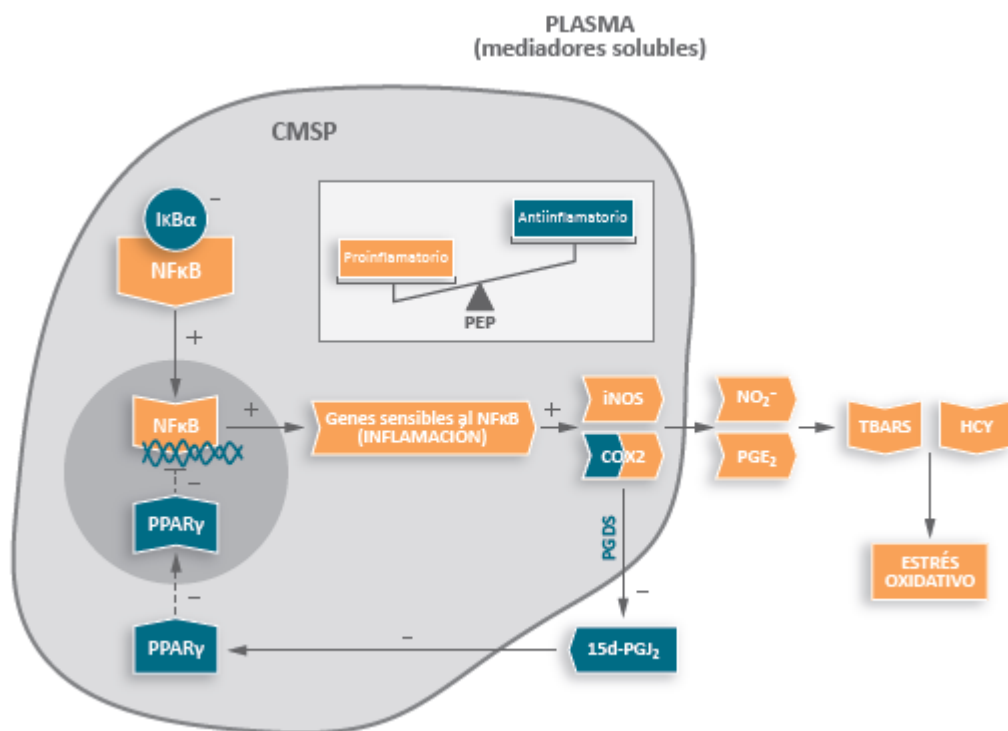 PLASMA
(mediadores solubles)
CMSP
IκBα
−
NFκB
Antiinflamatorio
Proinflamatorio
PEP
+
NFκB
+
Genes sensibles al NFκB
(INFLAMACIÓN)
+
iNOS
COX2
NO₂⁻
PGE₂
TBARS
HCY
−
PPARγ
PGDS
ESTRÉS
OXIDATIVO
−
−
PPARγ
−
15d-PGJ₂